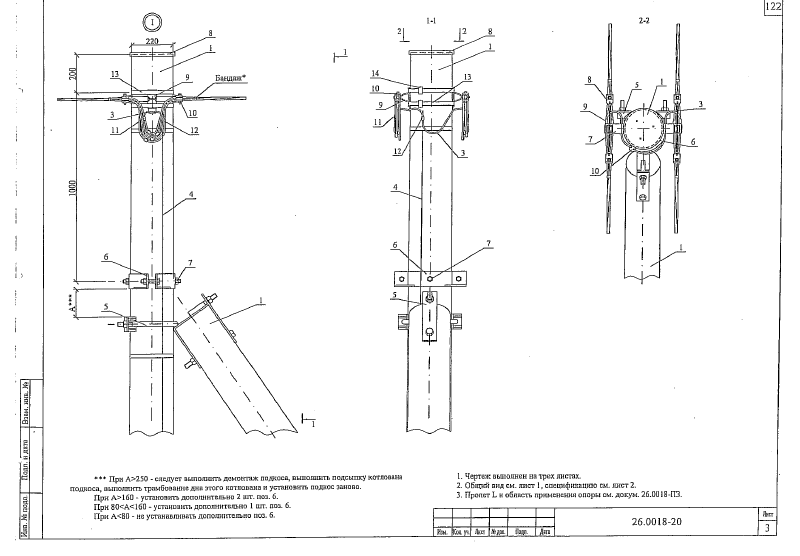 122
I
1-1
2-2
220
8
1
200
13
9
Бандаж*
3
11
10
12
1000
4
6
7
A***
5
1
1
1
2
2
8
1
14
10
13
9
11
12
3
4
6
7
5
8
5
1
3
9
7
6
10
1
*** При А>250 - следует выполнить демонтаж подкоса, выполнить подсыпку котлована
подкоса, выполнить трамбование дна этого котлована и установить подкос заново.
При А>160 - установить дополнительно 2 шт. поз. 6.
При 80<А<160 - установить дополнительно 1 шт. поз. 6.
При А<80 - не устанавливать дополнительно поз. 6.
1. Чертеж выполнен на трех листах.
2. Общий вид см. лист 1, спецификацию см. лист 2.
3. Пролет L и область применения опоры см. докум. 26.0018-ПЗ.
Взам. инв. №
Подп. и дата
Инв. № подл.
Изм. Кол. уч. Лист № док. Подп. Дата
26.0018-20
Лист
3